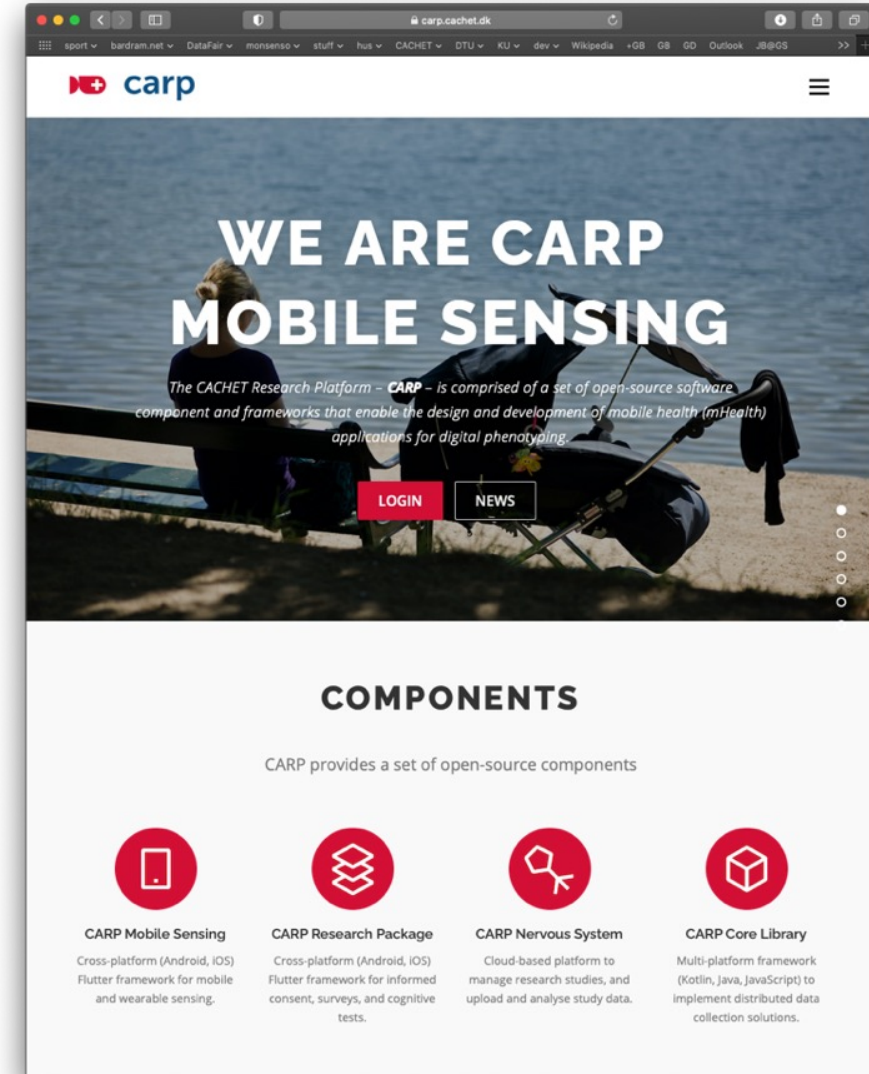 carp.cachet.dk
sport bardram.net DataFair monsenso stuff hus CACHET DTU KU dev Wikipedia +GB GB GD Outlook JB@GS >>
carp
WE ARE CARP
MOBILE SENSING
The CACHET Research Platform – CARP – is comprised of a set of open-source software
component and frameworks that enable the design and development of mobile health (mHealth)
applications for digital phenotyping.
LOGIN NEWS
COMPONENTS
CARP provides a set of open-source components
CARP Mobile Sensing
Cross-platform (Android, iOS)
Flutter framework for mobile
and wearable sensing.
CARP Research Package
Cross-platform (Android, iOS)
Flutter framework for informed
consent, surveys, and cognitive
tests.
CARP Nervous System
Cloud-based platform to
manage research studies, and
upload and analyse study data.
CARP Core Library
Multi-platform framework
(Kotlin, Java, JavaScript) to
implement distributed data
collection solutions.